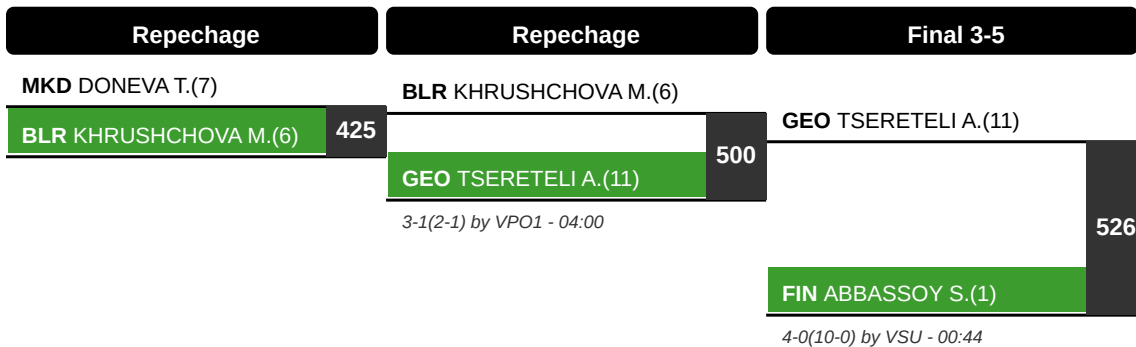 Repechage
Repechage
Final 3-5
MKD DONEVA T.(7)
BLR KHRUSHCHOVA M.(6)
425
BLR KHRUSHCHOVA M.(6)
GEO TSERETELI A.(11)
500
3-1(2-1) by VPO1 - 04:00
GEO TSERETELI A.(11)
526
FIN ABBASSOY S.(1)
4-0(10-0) by VSU - 00:44